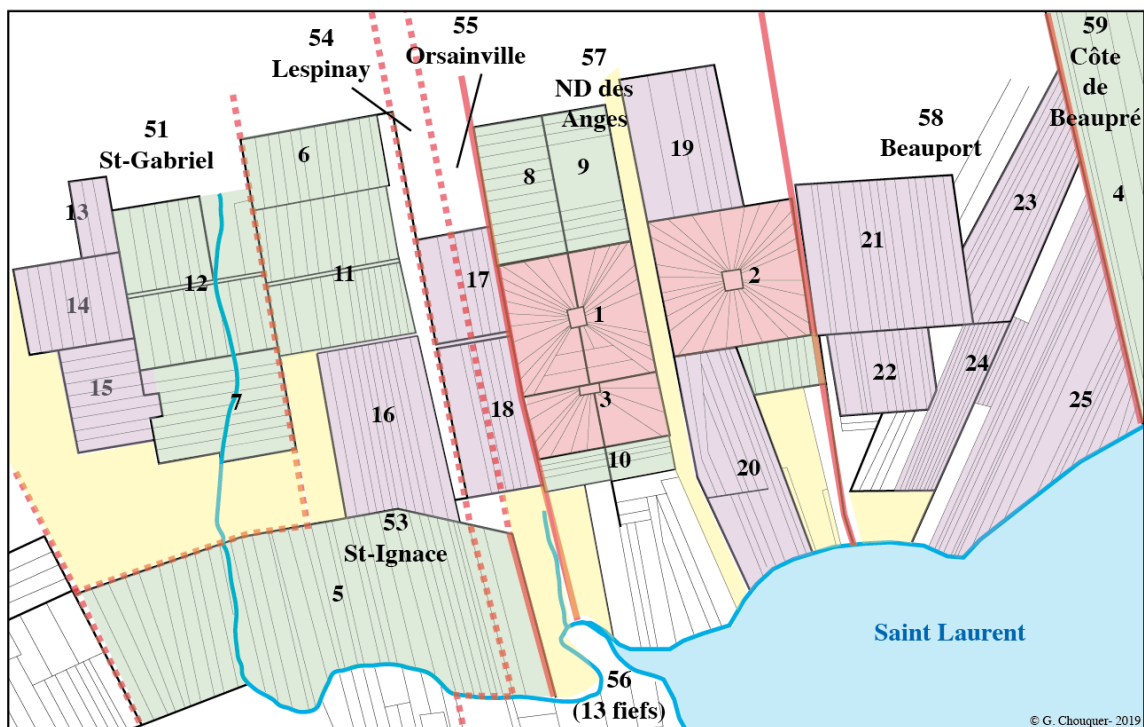 59
Côte
de
Beaupré
54
Lespinay
55
Orsainville
57
ND des
Anges
51
St-Gabriel
58
Beauport
6
8
9
19
4
13
23
12
11
14
17
1
2
21
15
7
16
18
3
22
24
25
10
20
53
St-Ignace
5
Saint Laurent
56
(13 fiefs)
© G. Chouquer- 2019